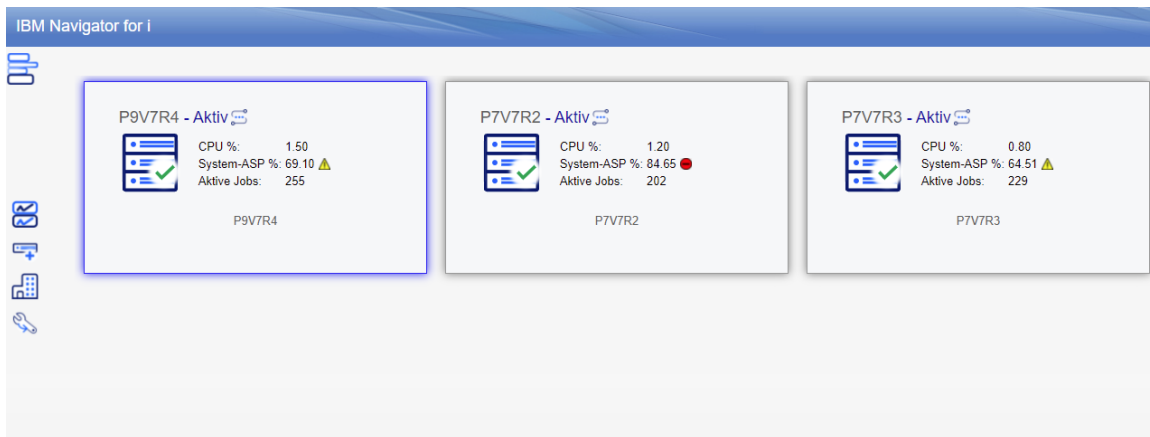 IBM Navigator for i
P9V7R4 - Aktiv
CPU %: 1.50
System-ASP %: 69.10
Aktive Jobs: 255
P9V7R4
P7V7R2 - Aktiv
CPU %: 1.20
System-ASP %: 84.65
Aktive Jobs: 202
P7V7R2
P7V7R3 - Aktiv
CPU %: 0.80
System-ASP %: 64.51
Aktive Jobs: 229
P7V7R3